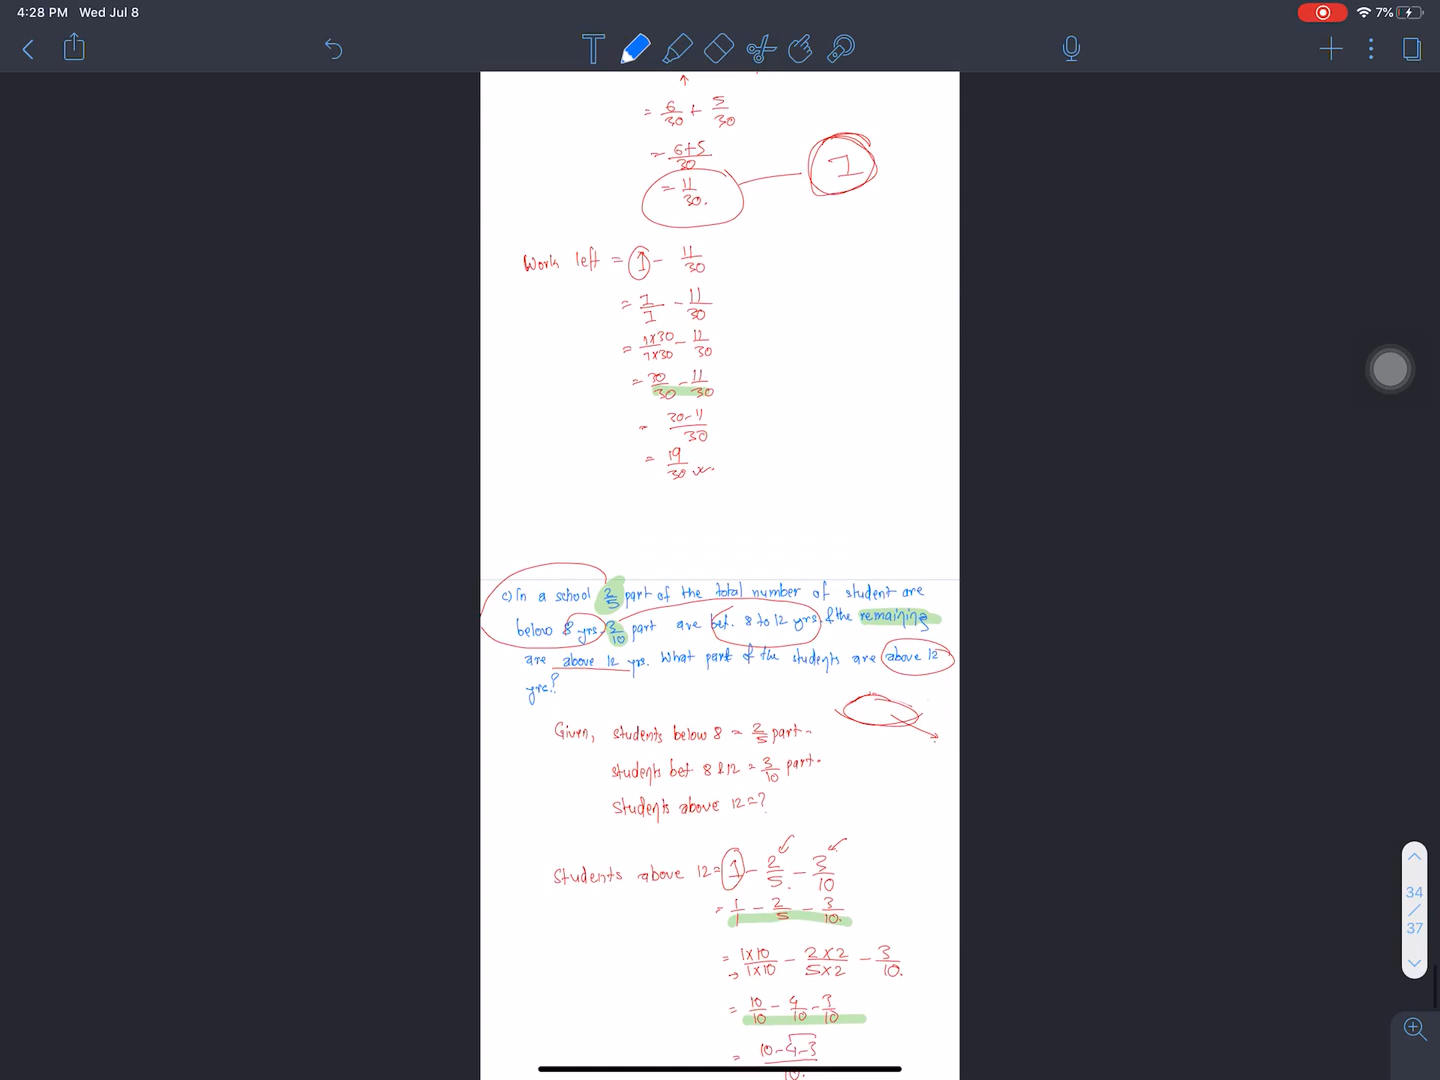 4:28 PM Wed Jul 8
7%
= 6/30 + 5/30
= 6+5/30
= 11/30.
1
Work left = 1 - 11/30
= 1/1 - 11/30
= 1x30/1x30 - 11/30
= 30/30 - 11/30
= 30-11/30
= 19/30
c) In a school 2/5 part of the total number of student are
below 8 yrs. 3/10 part are bet. 8 to 12 yrs & the remaining
are above 12 yrs. What part of the students are above 12
yrs.?
Given, students below 8 = 2/5 part.
students bet 8 & 12 = 3/10 part.
students above 12 = ?
Students above 12 = 1 - 2/5 - 3/10
= 1/1 - 2/5 - 3/10.
= 1x10/1x10 - 2x2/5x2 - 3/10.
= 10/10 - 4/10 - 3/10
= 10-4-3/10.
34
/
37